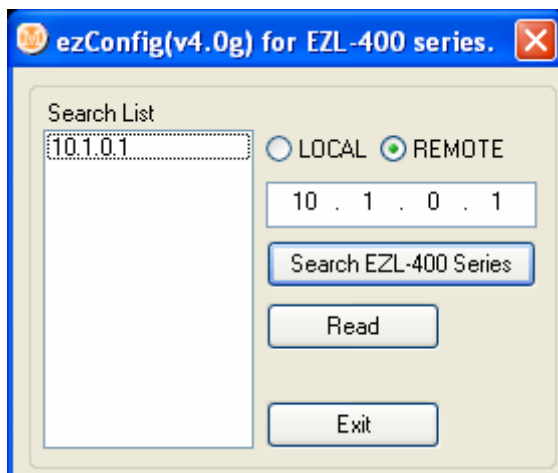 ezConfig(v4.0g) for EZL-400 series.
Search List
10.1.0.1
LOCAL REMOTE
10 . 1 . 0 . 1
Search EZL-400 Series
Read
Exit